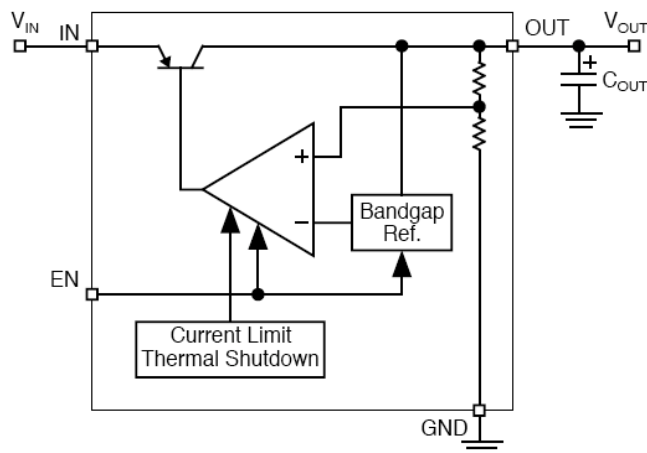 VIN
IN
OUT
VOUT
+
COUT
+
−
Bandgap
Ref.
EN
Current Limit
Thermal Shutdown
GND